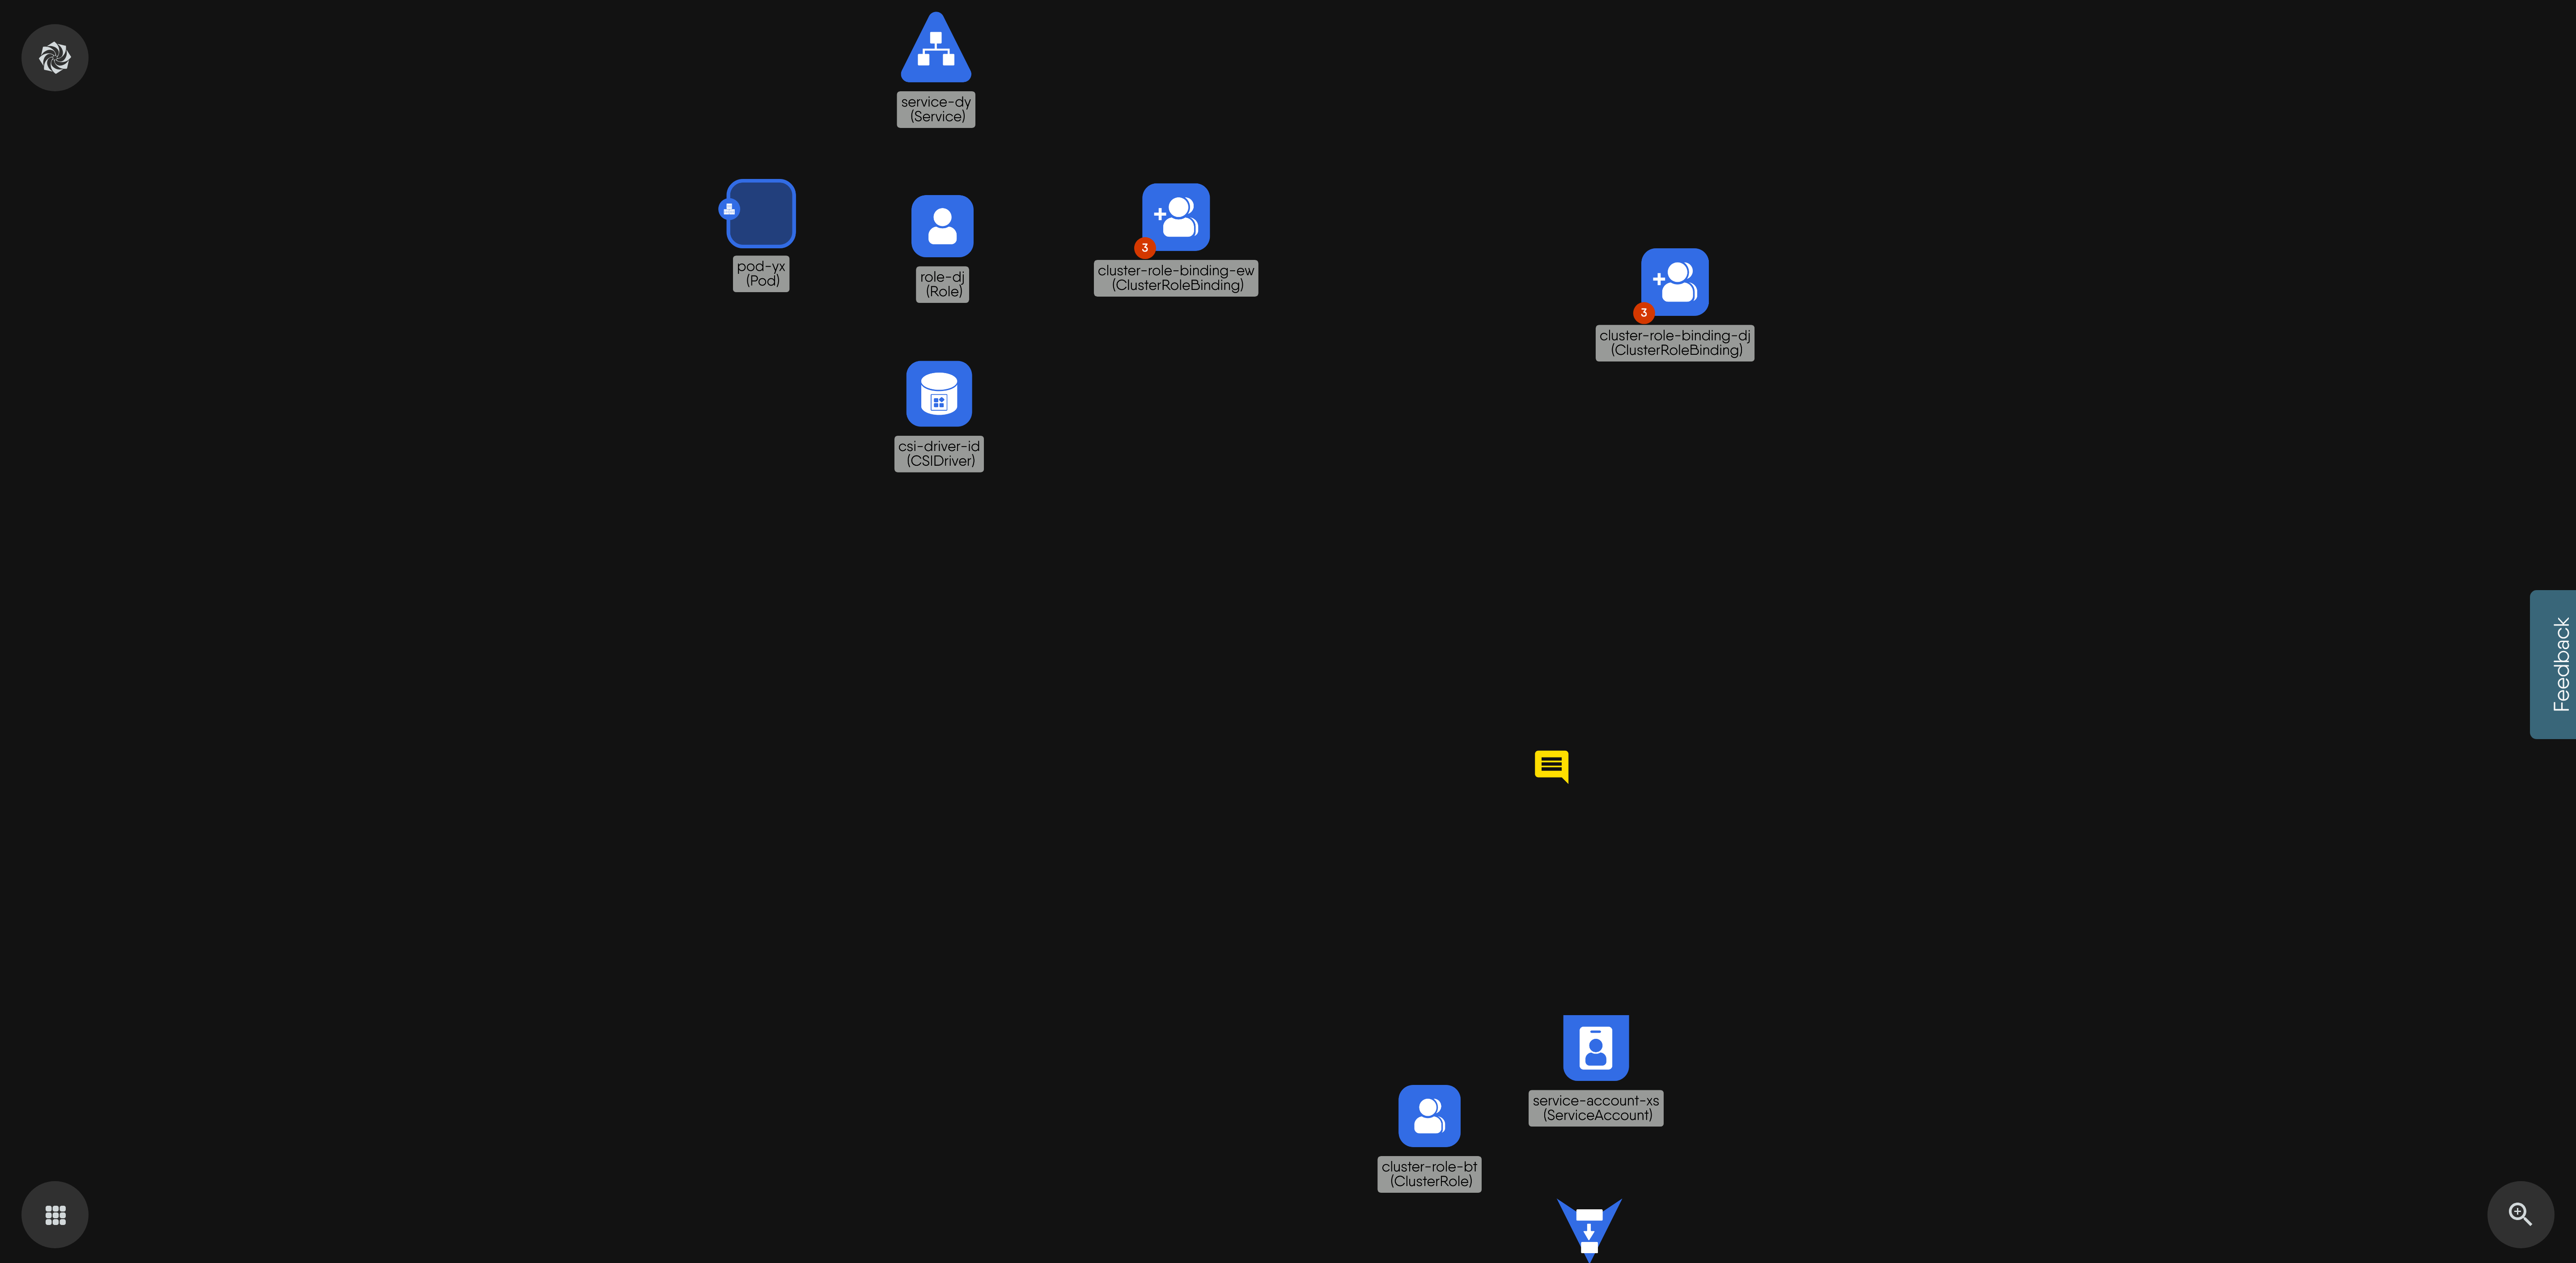 service-dy
(Service)
pod-yx
(Pod)
role-dj
(Role)
3
cluster-role-binding-ew
(ClusterRoleBinding)
3
cluster-role-binding-dj
(ClusterRoleBinding)
csi-driver-id
(CSIDriver)
Feedback
service-account-xs
(ServiceAccount)
cluster-role-bt
(ClusterRole)